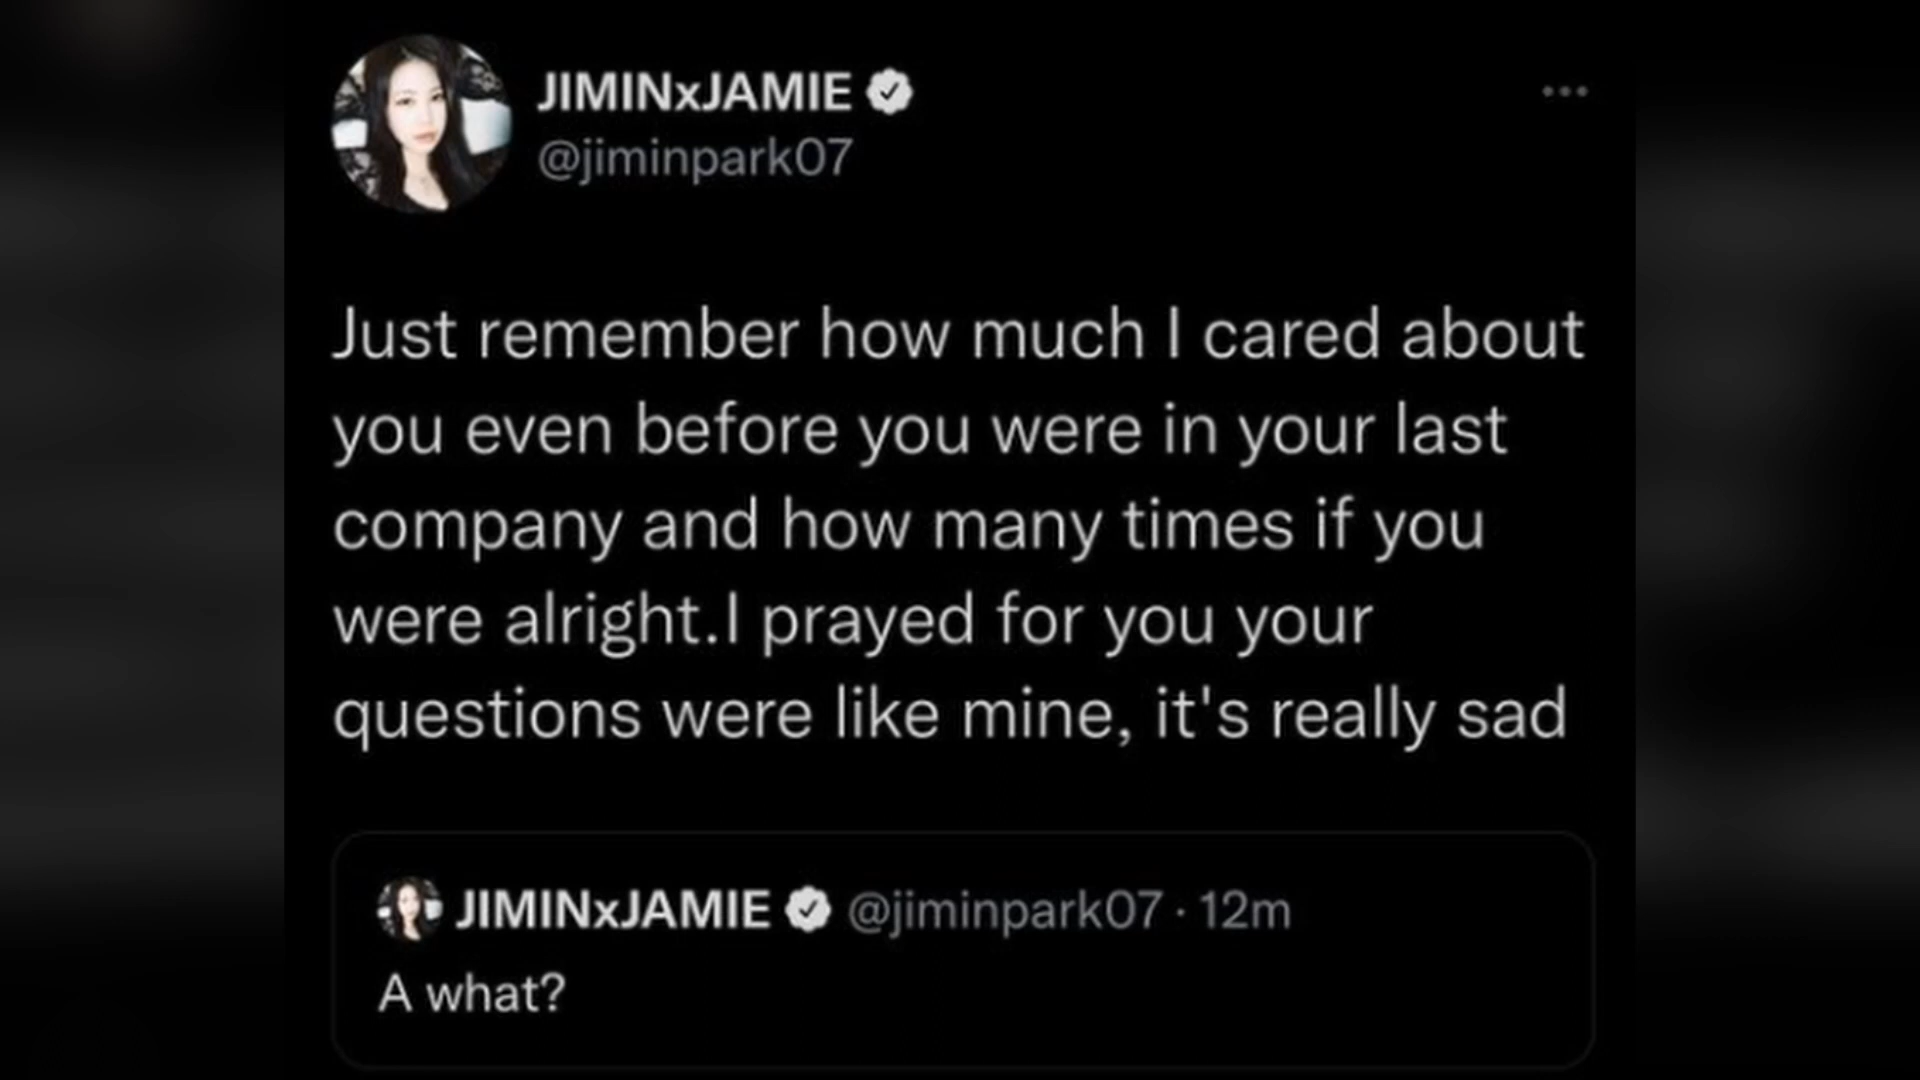 JIMINxJAMIE
@jiminpark07
Just remember how much I cared about
you even before you were in your last
company and how many times if you
were alright.I prayed for you your
questions were like mine, it's really sad
JIMINxJAMIE @jiminpark07 · 12m
A what?